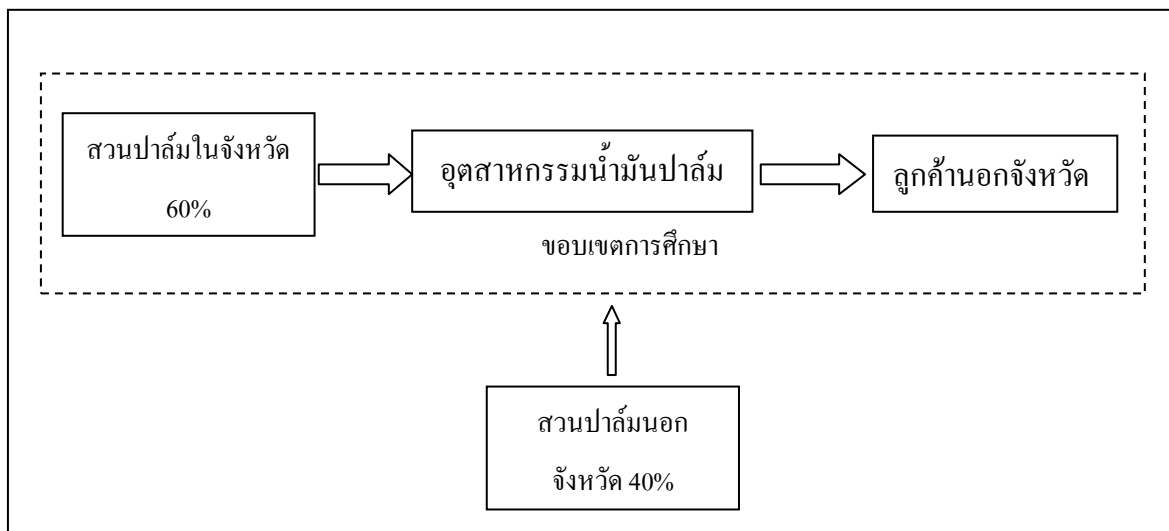 สวนปาล์มในจังหวัด
60%
อุตสาหกรรมน้ำมันปาล์ม
ลูกค้านอกจังหวัด
ขอบเขตการศึกษา
สวนปาล์มนอก
จังหวัด 40%